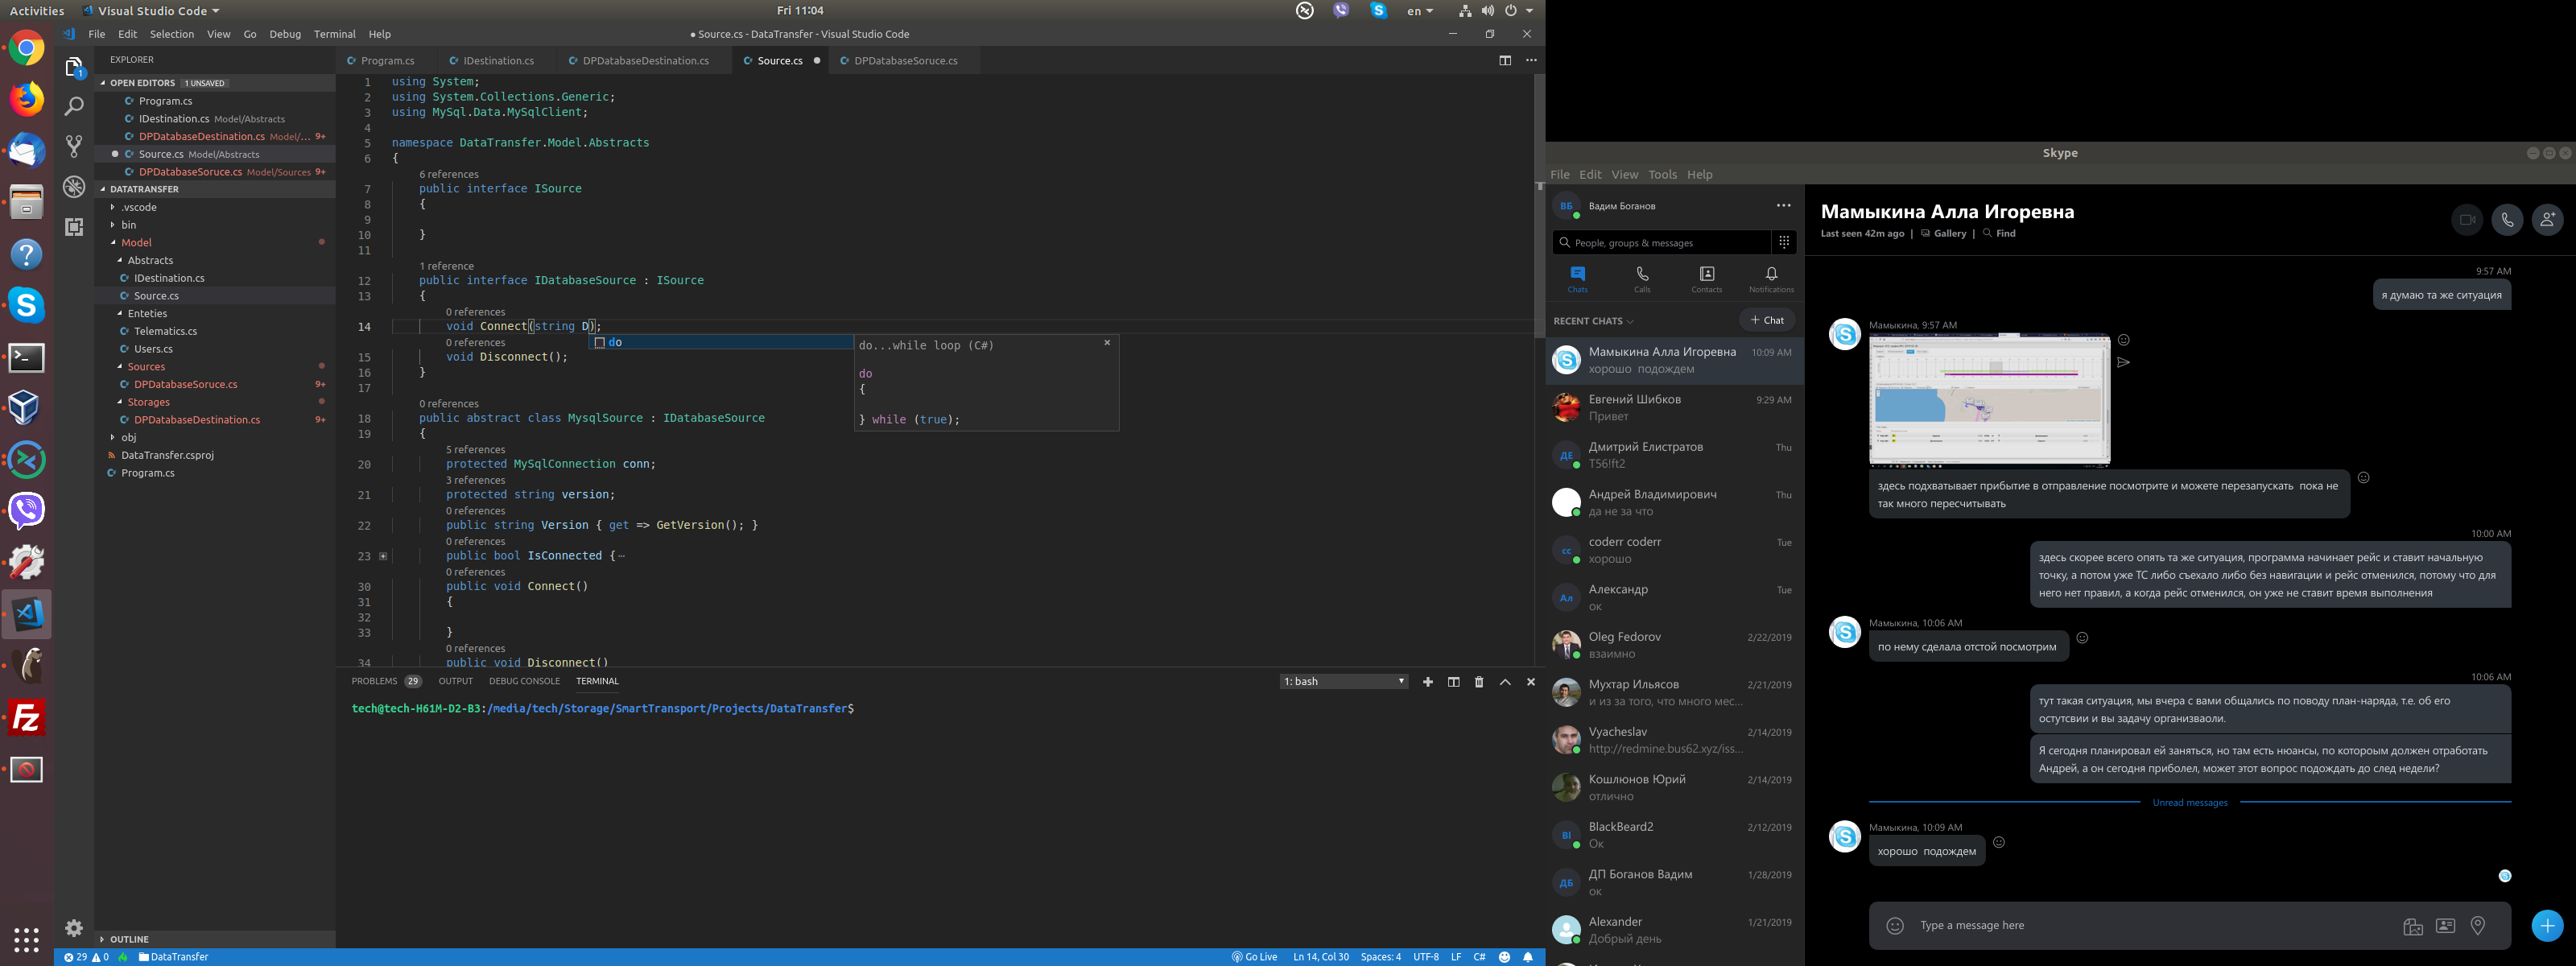 Activities
Visual Studio Code
Fri 11:04
en
File Edit Selection View Go Debug Terminal Help
● Source.cs - DataTransfer - Visual Studio Code
EXPLORER
OPEN EDITORS 1 UNSAVED
Program.cs
IDestination.cs Model/Abstracts
DPDatabaseDestination.cs Model/... 9+
Source.cs Model/Abstracts
DPDatabaseSoruce.cs Model/Sources 9+
DATATRANSFER
.vscode
bin
Model
Abstracts
IDestination.cs
Source.cs
Enteties
Telematics.cs
Users.cs
Sources
DPDatabaseSoruce.cs 9+
Storages
DPDatabaseDestination.cs 9+
obj
DataTransfer.csproj
Program.cs
OUTLINE
Program.cs IDestination.cs DPDatabaseDestination.cs Source.cs DPDatabaseSoruce.cs
1 using System;
2 using System.Collections.Generic;
3 using MySql.Data.MySqlClient;
4
5 namespace DataTransfer.Model.Abstracts
6 {
6 references
7 public interface ISource
8 {
9
10 }
11
1 reference
12 public interface IDatabaseSource : ISource
13 {
0 references
14 void Connect(string D);
0 references
15 void Disconnect();
16 }
17
0 references
18 public abstract class MysqlSource : IDatabaseSource
19 {
5 references
20 protected MySqlConnection conn;
3 references
21 protected string version;
0 references
22 public string Version { get => GetVersion(); }
0 references
23 public bool IsConnected {…
0 references
30 public void Connect()
31 {
32
33 }
0 references
34 public void Disconnect()
do
do...while loop (C#)
do
{
} while (true);
PROBLEMS 29 OUTPUT DEBUG CONSOLE TERMINAL
1: bash
tech@tech-H61M-D2-B3:/media/tech/Storage/SmartTransport/Projects/DataTransfer$
29 0 DataTransfer
Go Live Ln 14, Col 30 Spaces: 4 UTF-8 LF C#
Skype
File Edit View Tools Help
ВБ Вадим Боганов
People, groups & messages
Chats Calls Contacts Notifications
RECENT CHATS
+ Chat
Мамыкина Алла Игоревна 10:09 AM
хорошо подождем
Евгений Шибков 9:29 AM
Привет
ДЕ Дмитрий Елистратов Thu
T56!ft2
Андрей Владимирович Thu
да не за что
cc coderr coderr Tue
хорошо
Ал Александр Tue
ок
Oleg Fedorov 2/22/2019
взаимно
Мухтар Ильясов 2/21/2019
и из за того, что много мес...
Vyacheslav 2/14/2019
http://redmine.bus62.xyz/iss...
Кошлюнов Юрий 2/14/2019
отлично
Bl BlackBeard2 2/12/2019
Ок
ДБ ДП Боганов Вадим 1/28/2019
ок
Alexander 1/21/2019
Добрый день
Мамыкина Алла Игоревна
Last seen 42m ago | Gallery | Find
9:57 AM
я думаю та же ситуация
Мамыкина, 9:57 AM
здесь подхватывает прибытие в отправление посмотрите и можете перезапускать пока не
так много пересчитывать
10:00 AM
здесь скорее всего опять та же ситуация, программа начинает рейс и ставит начальную
точку, а потом уже ТС либо съехало либо без навигации и рейс отменился, потому что для
него нет правил, а когда рейс отменился, он уже не ставит время выполнения
Мамыкина, 10:06 AM
по нему сделала отстой посмотрим
10:06 AM
тут такая ситуация, мы вчера с вами общались по поводу план-наряда, т.е. об его
остутсвии и вы задачу организваоли.
Я сегодня планировал ей заняться, но там есть нюансы, по котороым должен отработать
Андрей, а он сегодня приболел, может этот вопрос подождать до след недели?
Unread messages
Мамыкина, 10:09 AM
хорошо подождем
Type a message here